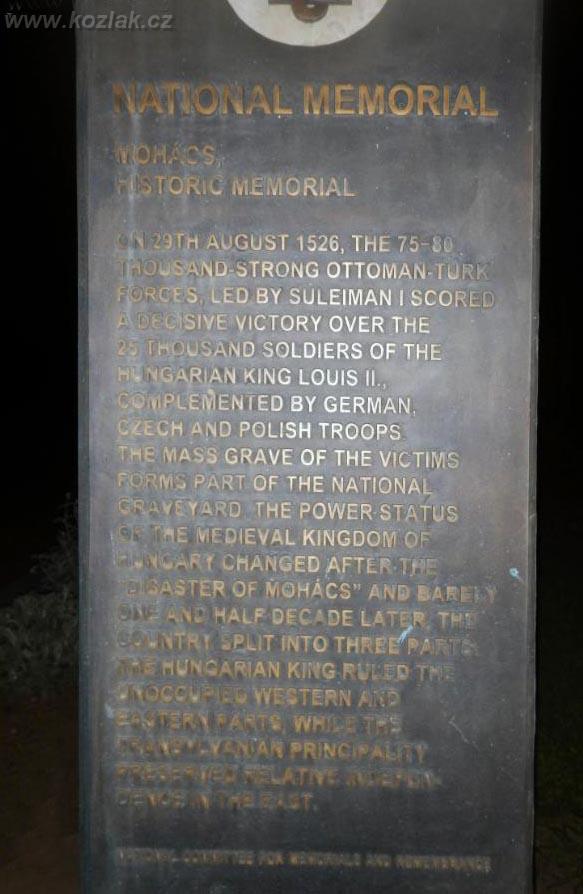 www.kozlak.cz
NATIONAL MEMORIAL
MOHÁCS,
HISTORIC MEMORIAL
ON 29TH AUGUST 1526, THE 75-80
THOUSAND-STRONG OTTOMAN-TURK
FORCES, LED BY SULEIMAN I SCORED
A DECISIVE VICTORY OVER THE
25 THOUSAND SOLDIERS OF THE
HUNGARIAN KING LOUIS II.,
COMPLEMENTED BY GERMAN,
CZECH AND POLISH TROOPS.
THE MASS GRAVE OF THE VICTIMS
FORMS PART OF THE NATIONAL
GRAVEYARD. THE POWER STATUS
OF THE MEDIEVAL KINGDOM OF
HUNGARY CHANGED AFTER THE
"DISASTER OF MOHÁCS" AND BARELY
ONE AND HALF DECADE LATER, THE
COUNTRY SPLIT INTO THREE PARTS:
THE HUNGARIAN KING RULED THE
UNOCCUPIED WESTERN AND
EASTERN PARTS, WHILE THE
TRANSYLVANIAN PRINCIPALITY
PRESERVED RELATIVE INDEPEN-
DENCE IN THE EAST.
NATIONAL COMMITTEE FOR MEMORIALS AND REMEMBRANCE